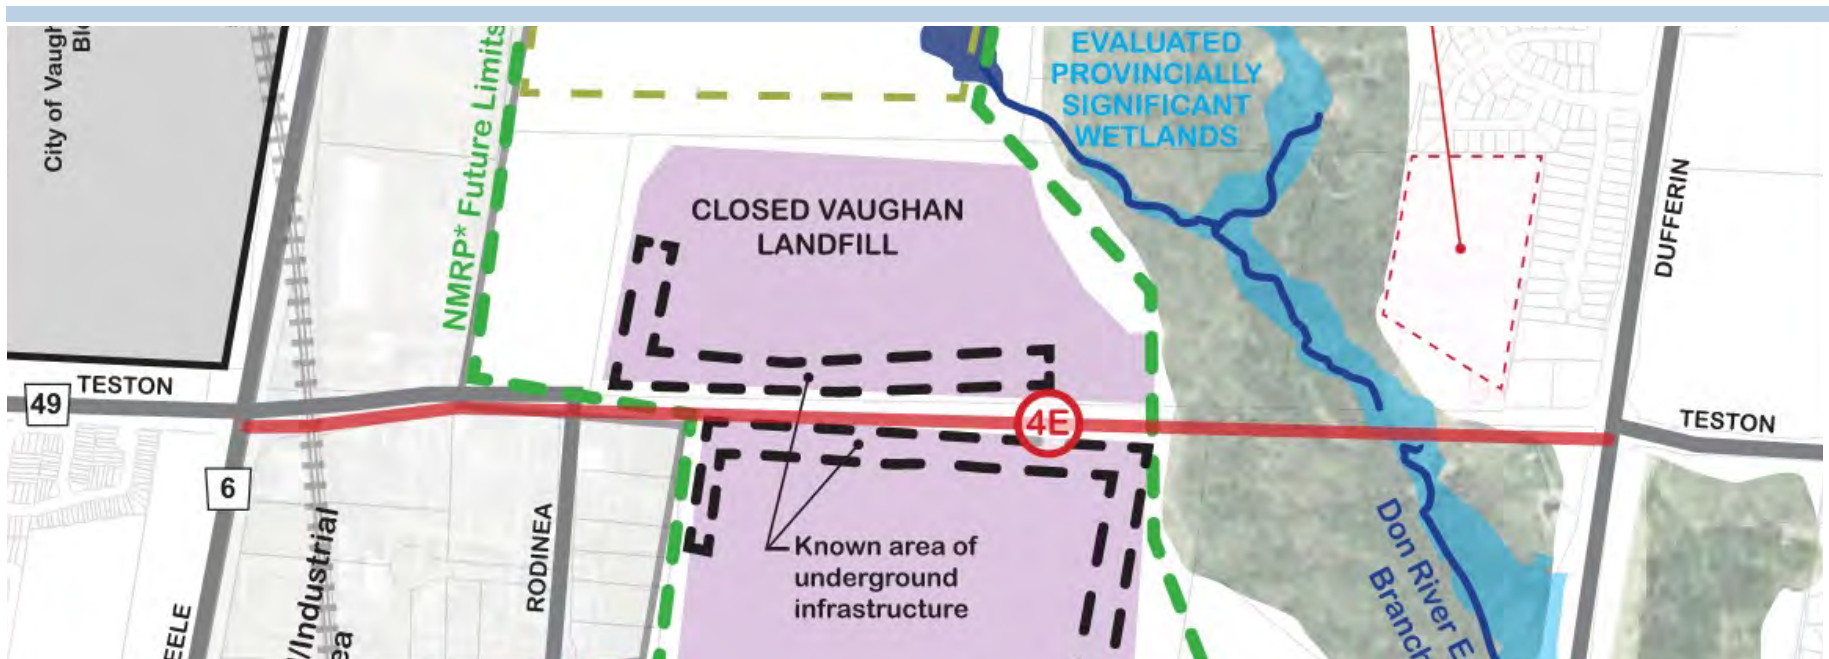 City of Vaugh
Bl
NMRP* Future Limits
EVALUATED
PROVINCIALLY
SIGNIFICANT
WETLANDS
CLOSED VAUGHAN
LANDFILL
DUFFERIN
TESTON
49
4E
TESTON
6
Known area of
underground
infrastructure
RODINEA
/Industrial
ea
EELE
Don River E
Branch